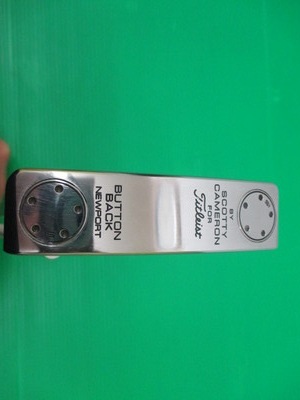 BUTTON
BACK
NEWPORT
BY
SCOTTY
CAMERON
FOR
Titleist